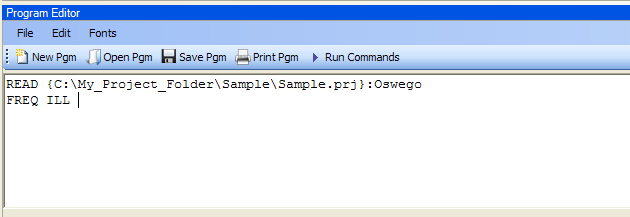 Program Editor
File Edit Fonts
New Pgm Open Pgm Save Pgm Print Pgm Run Commands
READ {C:\My_Project_Folder\Sample\Sample.prj}:Oswego
FREQ ILL